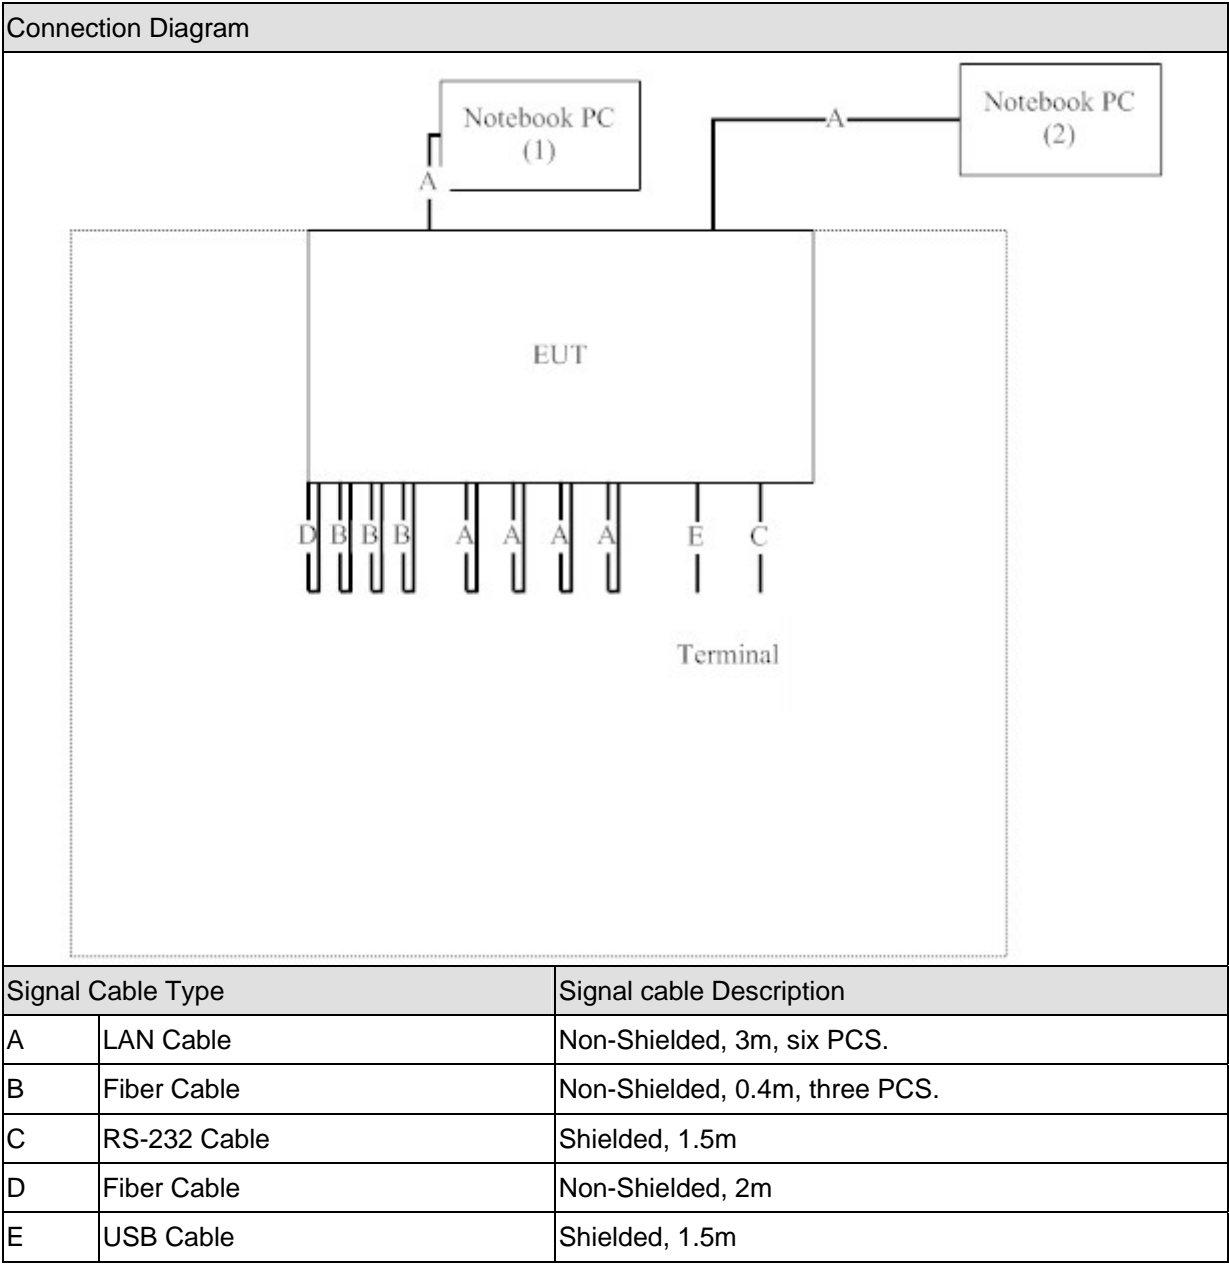 Connection Diagram
Notebook PC
(1)
Notebook PC
(2)
A
A
EUT
D B B B A A A A E C
Terminal
Signal Cable Type Signal cable Description
A LAN Cable Non-Shielded, 3m, six PCS.
B Fiber Cable Non-Shielded, 0.4m, three PCS.
C RS-232 Cable Shielded, 1.5m
D Fiber Cable Non-Shielded, 2m
E USB Cable Shielded, 1.5m